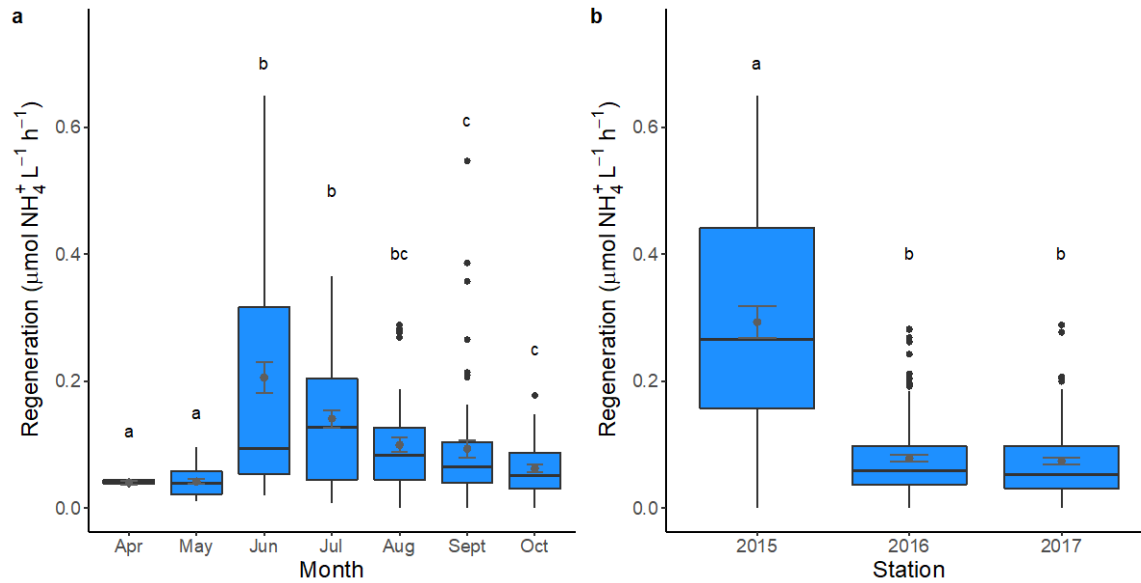 a
Regeneration (μmol NH₄⁺ L⁻¹ h⁻¹)
0.6
0.4
0.2
0.0
a
a
b
b
bc
c
c
Apr May Jun Jul Aug Sept Oct
Month
b
Regeneration (μmol NH₄⁺ L⁻¹ h⁻¹)
0.6
0.4
0.2
0.0
a
b
b
2015 2016 2017
Station